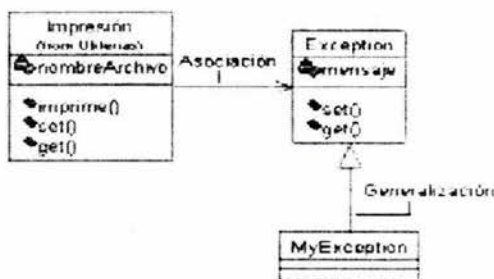 Impresión
nombreArchivo
imprime()
set()
get()
Asociación
Exception
mensaje
set()
get()
Generalización
MyException